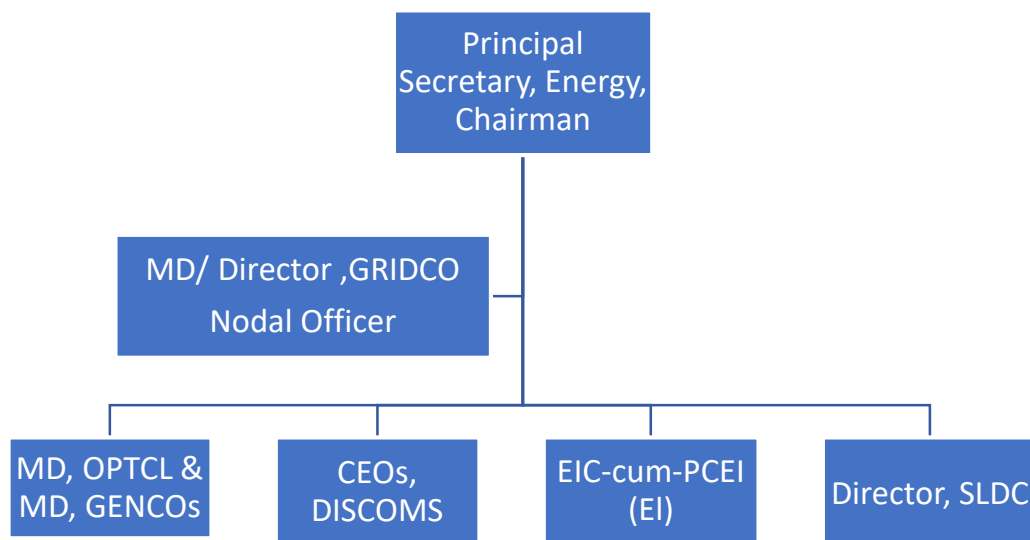 Principal
Secretary, Energy,
Chairman
MD/ Director ,GRIDCO
Nodal Officer
MD, OPTCL &
MD, GENCOs
CEOs,
DISCOMS
EIC-cum-PCEI
(El)
Director, SLDC